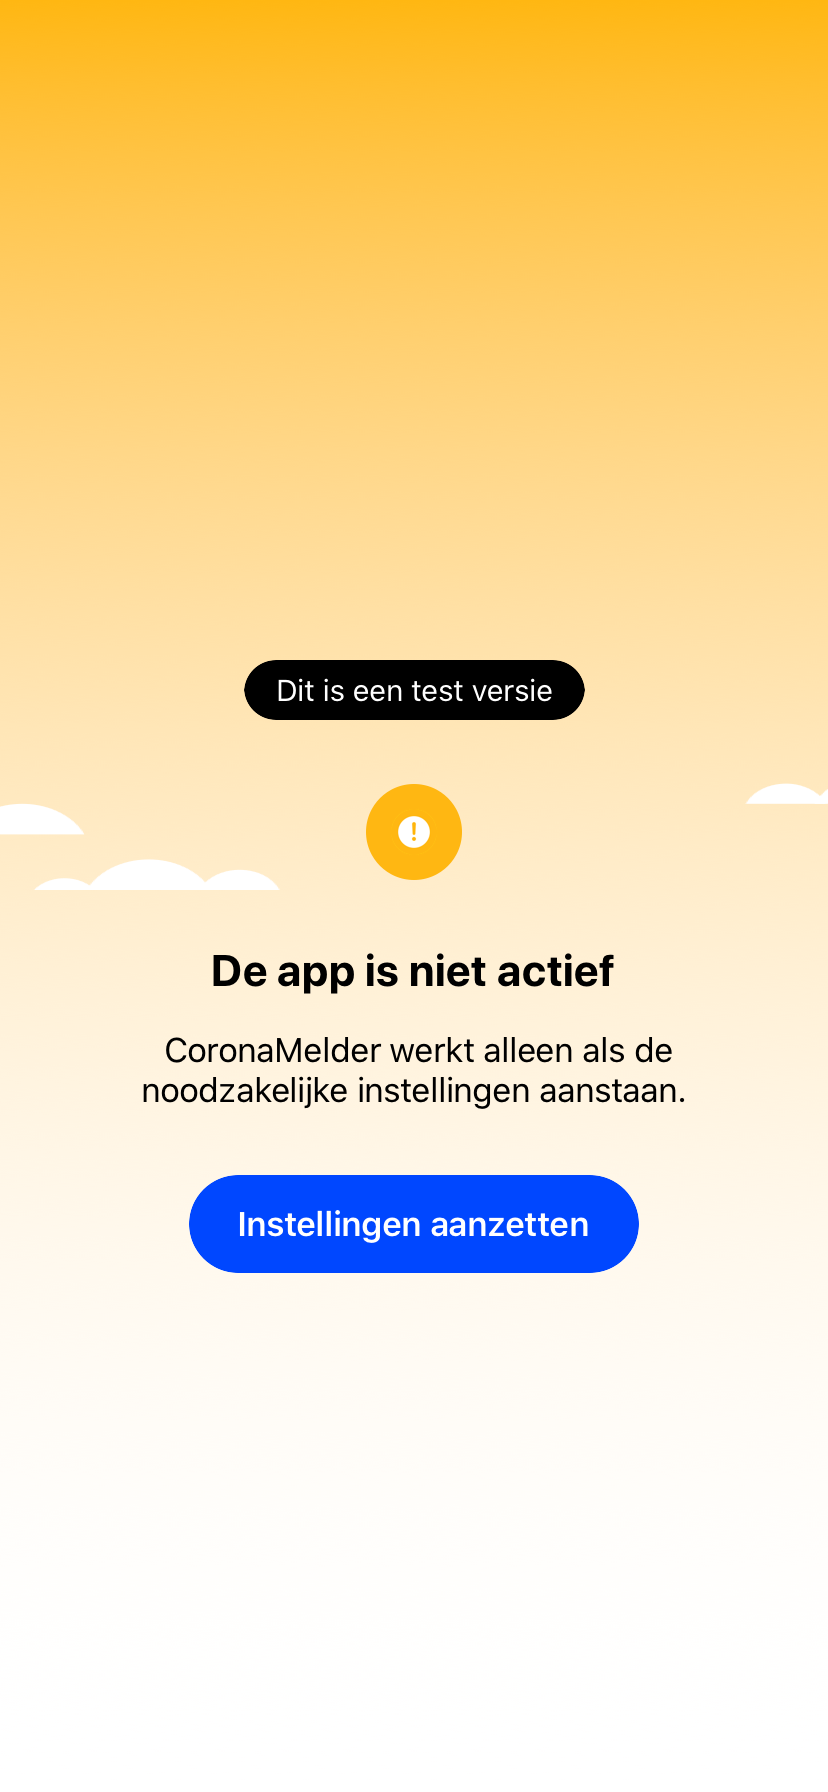 Dit is een test versie
De app is niet actief
CoronaMelder werkt alleen als de
noodzakelijke instellingen aanstaan.
Instellingen aanzetten